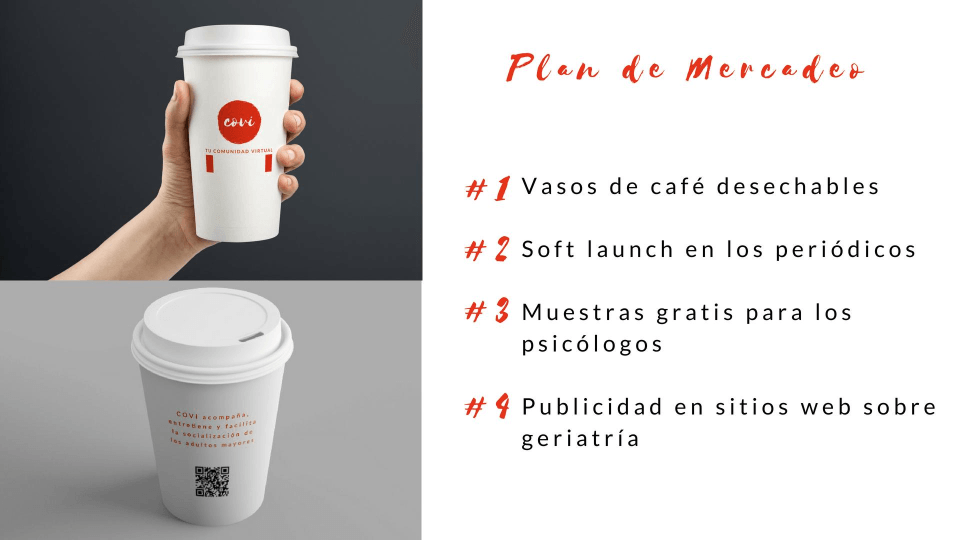 covi
TU COMUNIDAD VIRTUAL
COVI acompaña,
entretiene y facilita
la socialización de
los adultos mayores
Plan de Mercadeo
#1 Vasos de café desechables
#2 Soft launch en los periódicos
#3 Muestras gratis para los
psicólogos
#4 Publicidad en sitios web sobre
geriatría